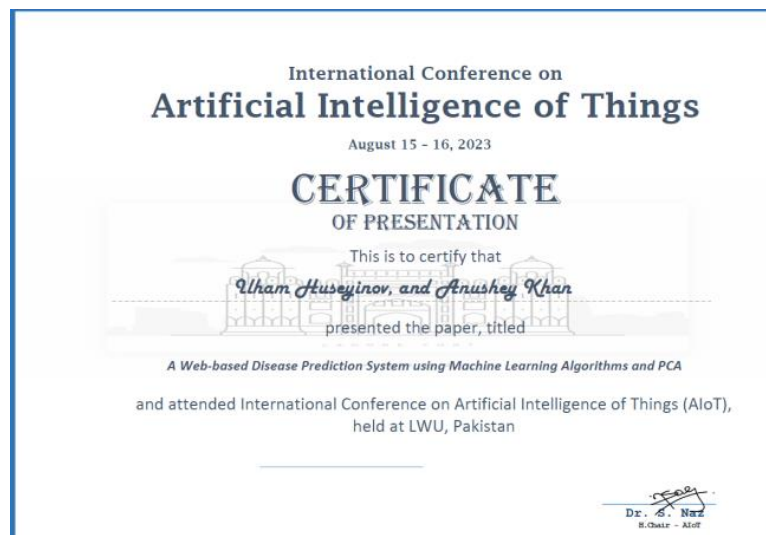 International Conference on
Artificial Intelligence of Things
August 15 - 16, 2023
CERTIFICATE
OF PRESENTATION
This is to certify that
Ilham Huseyinov, and Anushey Khan
presented the paper, titled
A Web-based Disease Prediction System using Machine Learning Algorithms and PCA
and attended International Conference on Artificial Intelligence of Things (AIoT),
held at LWU, Pakistan
Dr. S. Naz
H.Chair - AIoT